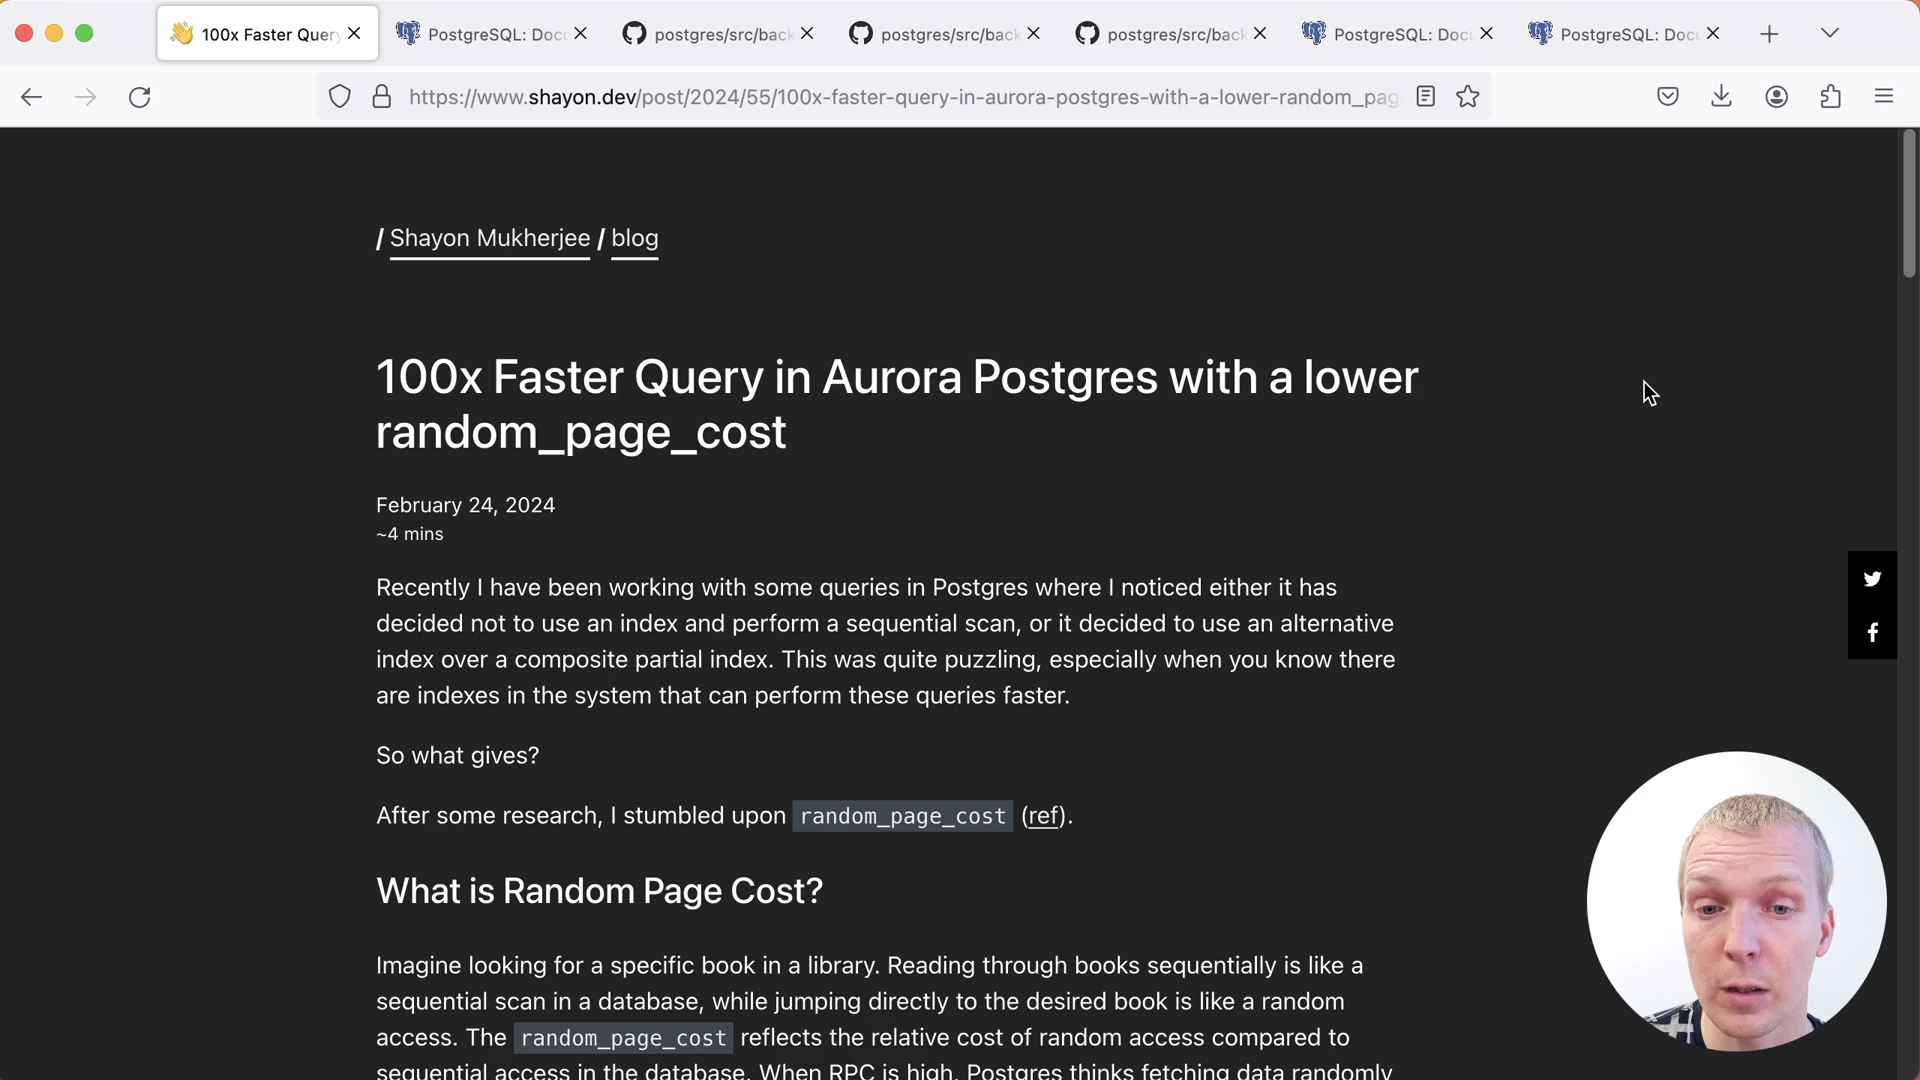 100x Faster Query
PostgreSQL: Docu
postgres/src/back
postgres/src/back
postgres/src/back
PostgreSQL: Docu
PostgreSQL: Docu
https://www.shayon.dev/post/2024/55/100x-faster-query-in-aurora-postgres-with-a-lower-random_pag
/ Shayon Mukherjee / blog
100x Faster Query in Aurora Postgres with a lower
random_page_cost
February 24, 2024
~4 mins
Recently I have been working with some queries in Postgres where I noticed either it has
decided not to use an index and perform a sequential scan, or it decided to use an alternative
index over a composite partial index. This was quite puzzling, especially when you know there
are indexes in the system that can perform these queries faster.
So what gives?
After some research, I stumbled upon random_page_cost (ref).
What is Random Page Cost?
Imagine looking for a specific book in a library. Reading through books sequentially is like a
sequential scan in a database, while jumping directly to the desired book is like a random
access. The random_page_cost reflects the relative cost of random access compared to
sequential access in the database. When RPC is high, Postgres thinks fetching data randomly